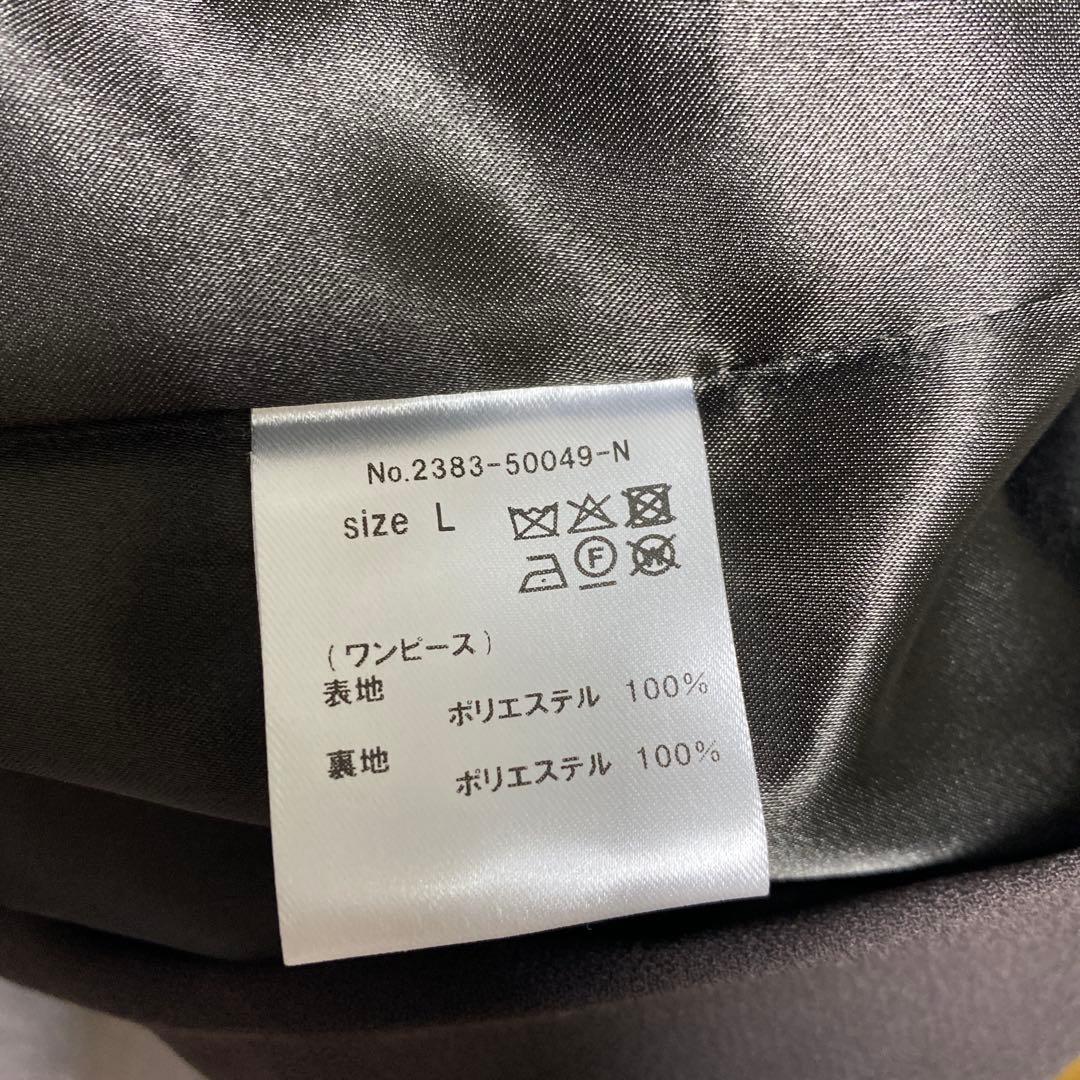 No.2383-50049-N
size L
F
W
(ワンピース)
表地
ポリエステル 100%
裏地
ポリエステル 100%